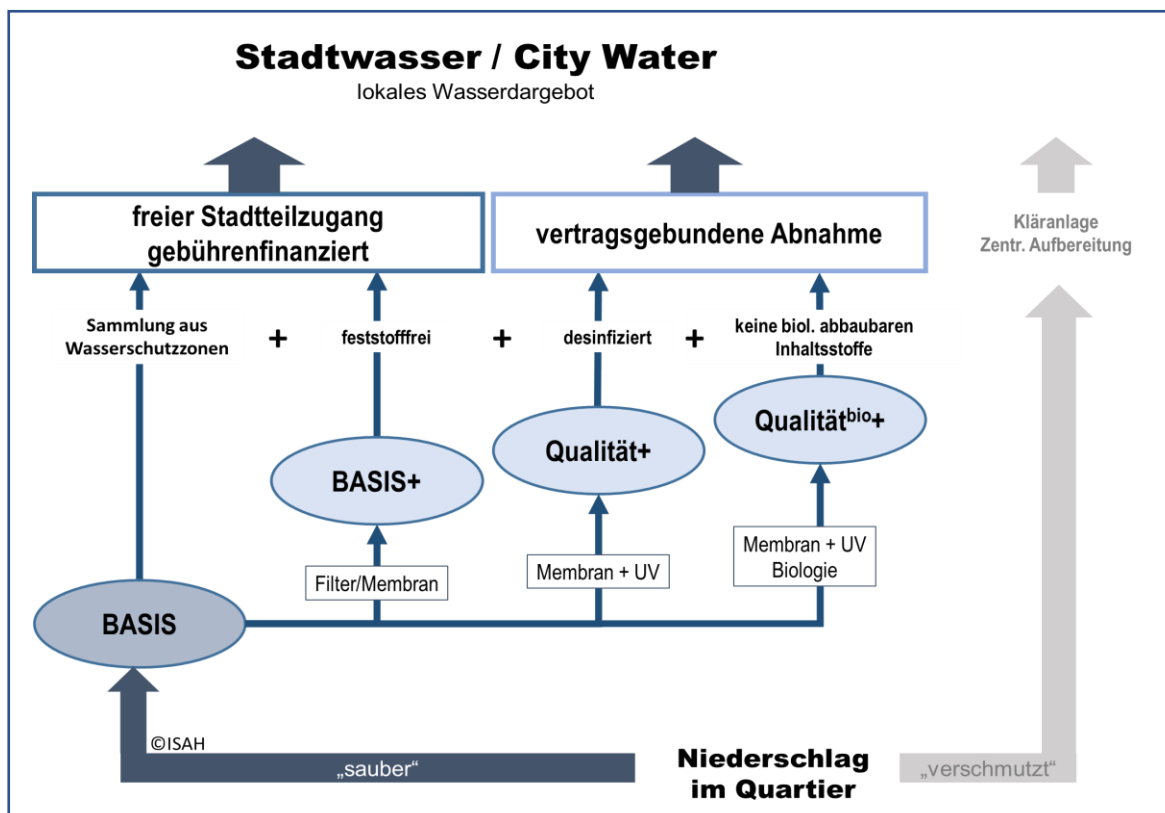 Stadtwasser / City Water
lokales Wasserdargebot
freier Stadtteilzugang
gebührenfinanziert
vertragsgebundene Abnahme
Kläranlage
Zentr. Aufbereitung
Sammlung aus
Wasserschutzzonen
+
feststofffrei
+
desinfiziert
+
keine biol. abbaubaren
Inhaltsstoffe
Qualitätbio+
Qualität+
BASIS+
Membran + UV
Biologie
Filter/Membran
Membran + UV
BASIS
©ISAH
„sauber“
Niederschlag
im Quartier
„verschmutzt“